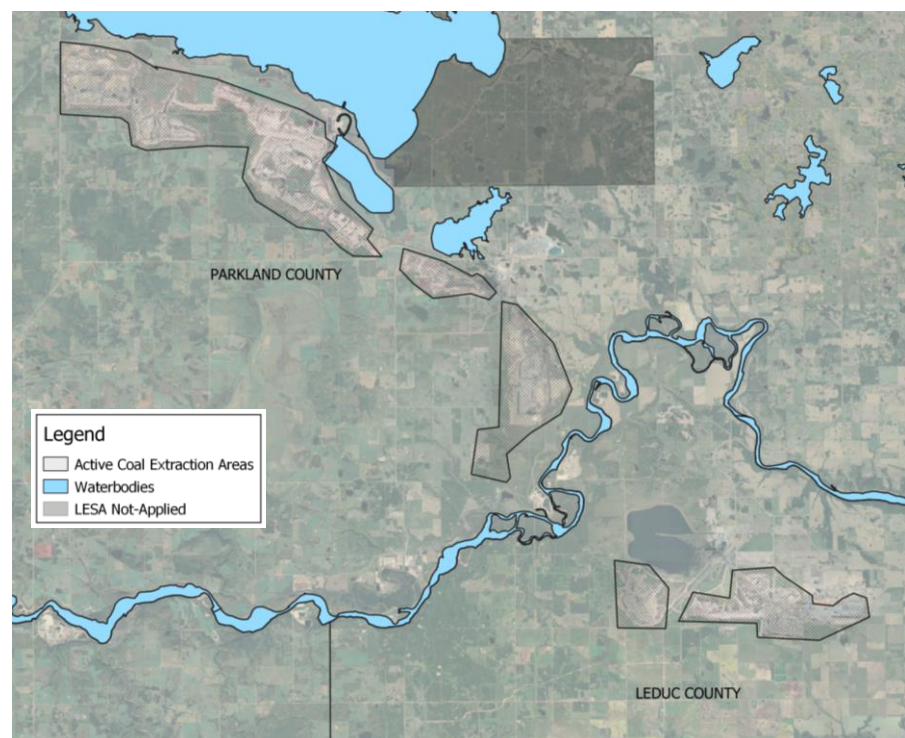 PARKLAND COUNTY
Legend
Active Coal Extraction Areas
Waterbodies
LESA Not-Applied
LEDUC COUNTY